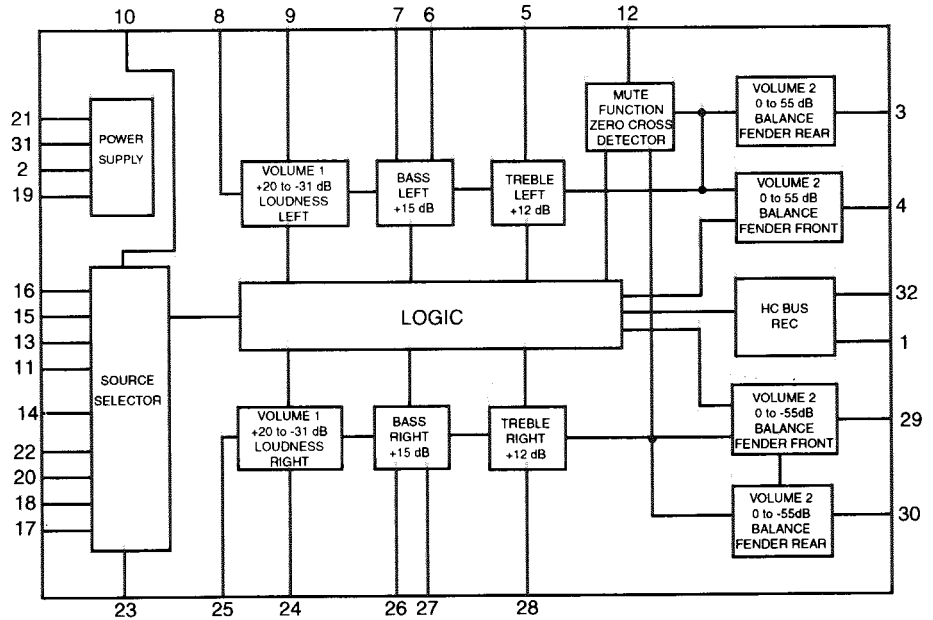 10
8
9
7
6
5
12
21
31
2
19
POWER
SUPPLY
VOLUME 1
+20 to -31 dB
LOUDNESS
LEFT
BASS
LEFT
+15 dB
TREBLE
LEFT
+12 dB
MUTE
FUNCTION
ZERO CROSS
DETECTOR
VOLUME 2
0 to 55 dB
BALANCE
FENDER REAR
3
VOLUME 2
0 to 55 dB
BALANCE
FENDER FRONT
4
16
15
13
11
14
22
20
18
17
SOURCE
SELECTOR
LOGIC
HC BUS
REC
32
1
VOLUME 1
+20 to -31 dB
LOUDNESS
RIGHT
BASS
RIGHT
+15 dB
TREBLE
RIGHT
+12 dB
VOLUME 2
0 to -55dB
BALANCE
FENDER FRONT
29
VOLUME 2
0 to -55dB
BALANCE
FENDER REAR
30
23
25
24
26
27
28